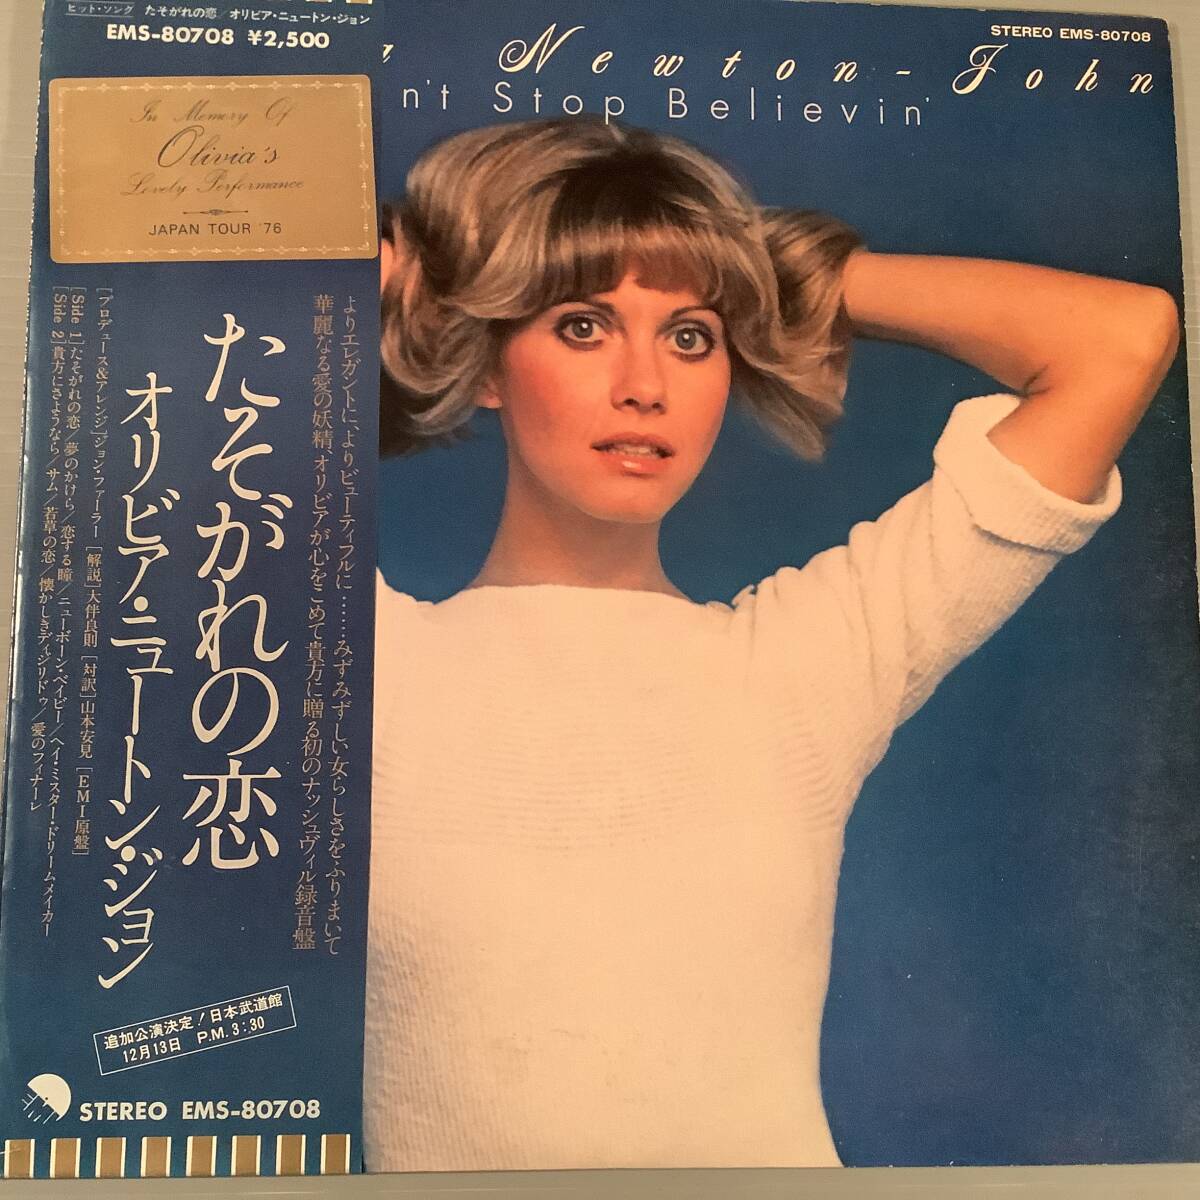 ヒット・ソング たそがれの恋/オリビア・ニュートン・ジョン
EMS-80708 ¥2,500
In Memory Of
Olivia's
Lovely Performance
JAPAN TOUR '76
よりエレガントに、よりビューティフルに……みずみずしい女らしさをふりまいて
華麗なる愛の妖精、オリビアが心をこめて貴方に贈る初のナッシュヴィル録音盤
たそがれの恋
オリビア・ニュートン・ジョン
[プロデュース&アレンジ]ジョン・ファーラー [解説]大伴良則 [対訳]山本安見 [EMI原盤]
[Side 1]たそがれの恋/夢のかけら/恋する瞳/ニューボーン・ベイビー/ヘイ・ミスター・ドリームメイカー
[Side 2]貴方にさようなら/サム/若草の恋/懐かしきディジリドゥ/愛のフィナーレ
追加公演決定!日本武道館
12月13日 P.M.3:30
STEREO EMS-80708
STEREO EMS-80708
a Newton-John
n't Stop Believin'